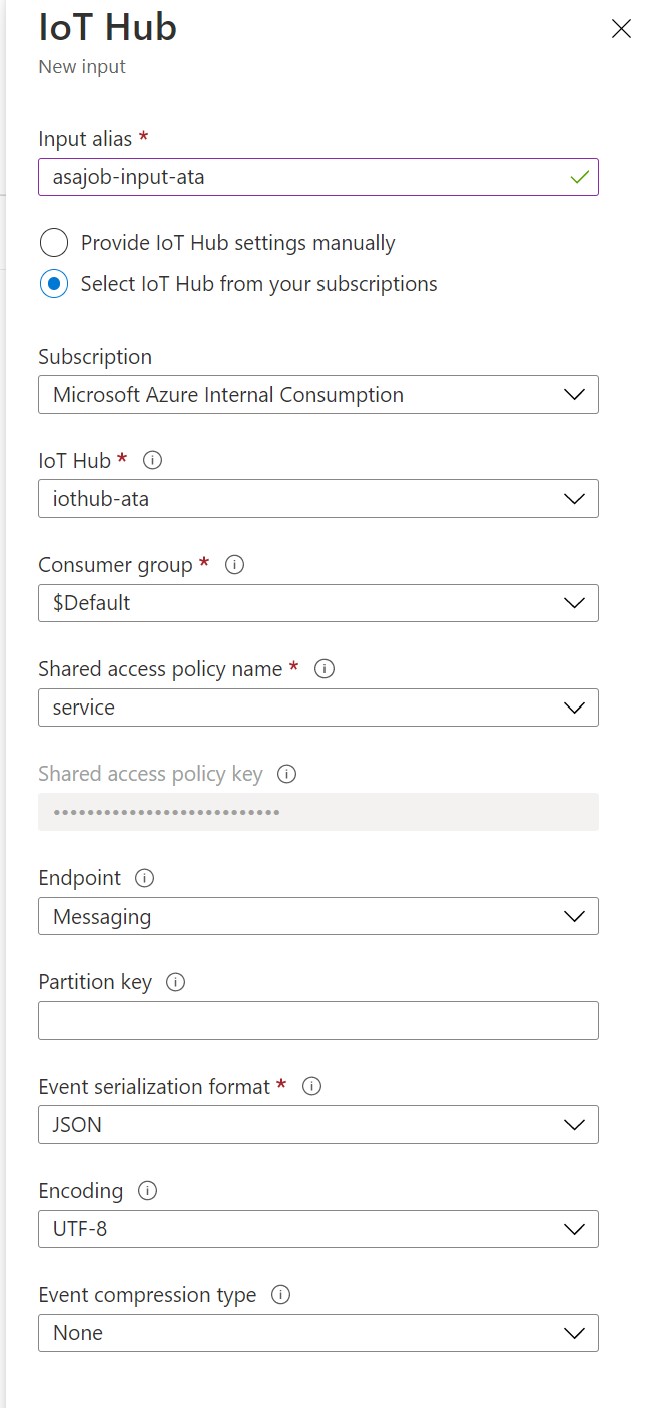 IoT Hub
New input
Input alias *
asajob-input-ata
Provide IoT Hub settings manually
Select IoT Hub from your subscriptions
Subscription
Microsoft Azure Internal Consumption
IoT Hub *
iothub-ata
Consumer group *
$Default
Shared access policy name *
service
Shared access policy key
•••••••••••••••••••••••••••
Endpoint
Messaging
Partition key
Event serialization format *
JSON
Encoding
UTF-8
Event compression type
None